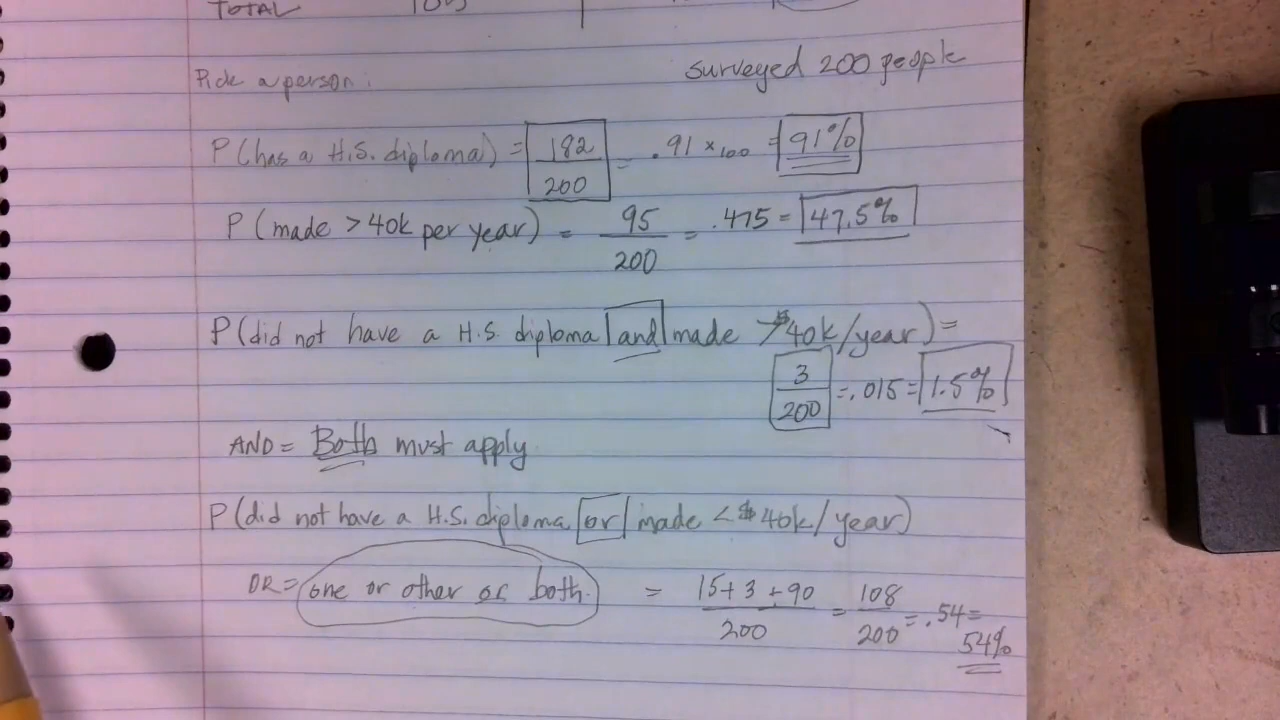 TOTAL 105
surveyed 200 people
Pick a person:
P(has a H.S. diploma) = 182/200 = .91 ×100 = 91%
P(made >40k per year) = 95/200 = .475 = 47.5%
P(did not have a H.S. diploma and made >$40k/year) =
3/200 = .015 = 1.5%
AND = Both must apply
P(did not have a H.S. diploma or made <$40k/year)
OR = one or other or both. = 15+3+90/200 = 108/200 = .54 =
54%